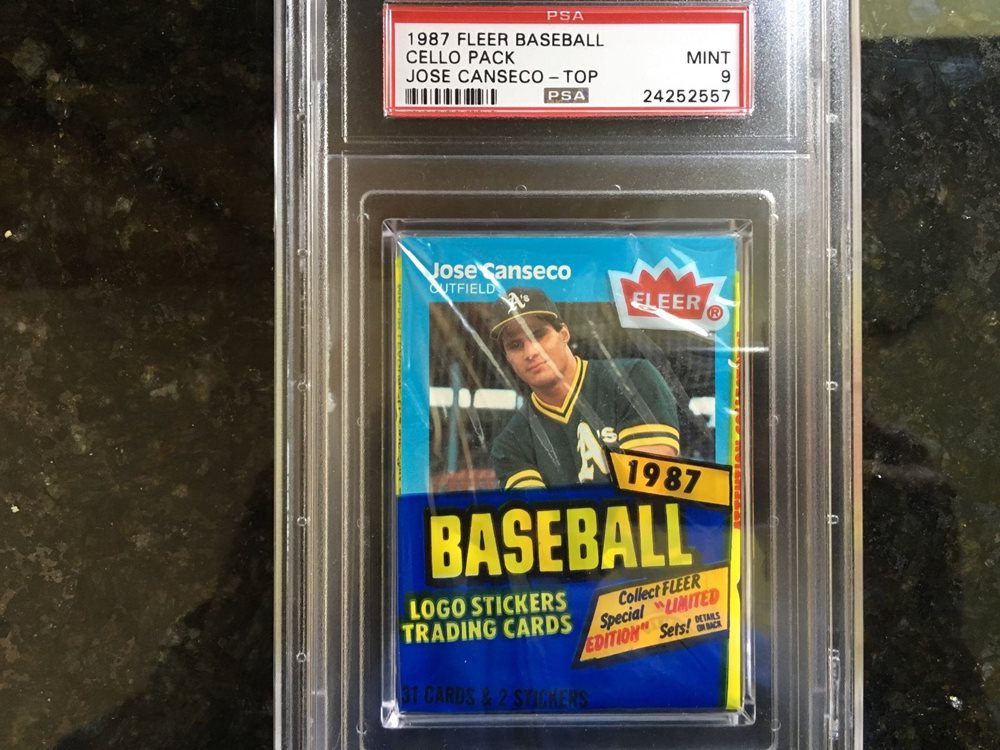 PSA
1987 FLEER BASEBALL
CELLO PACK
MINT
JOSE CANSECO - TOP
9
PSA
24252557
Jose Canseco
OUTFIELD
A's
FLEER®
A's
1987
BASEBALL
LOGO STICKERS
TRADING CARDS
Collect FLEER
Special "LIMITED
EDITION" Sets!
DETAILS
ON BACK
31 CARDS & 2 STICKERS